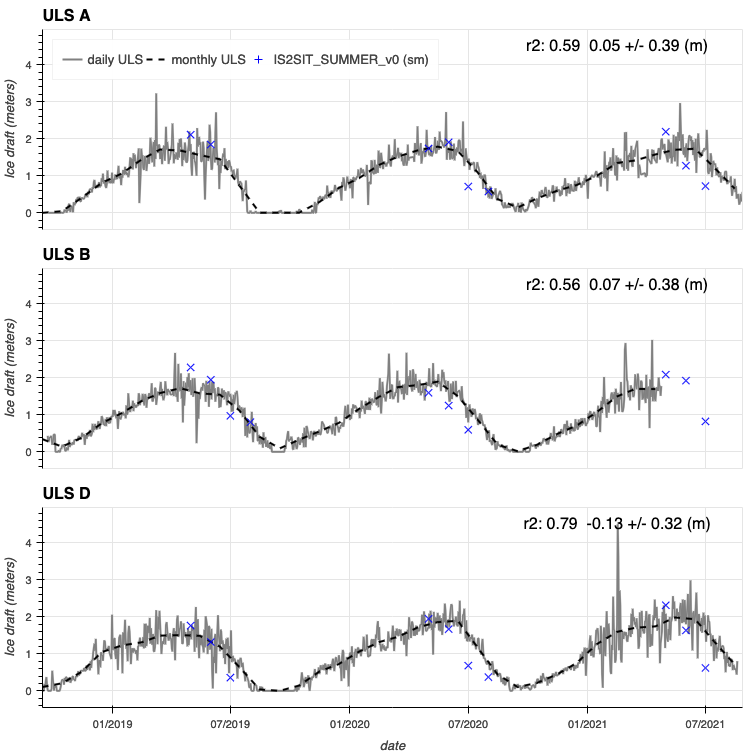 ULS A
r2: 0.59 0.05 +/- 0.39 (m)
daily ULS monthly ULS IS2SIT_SUMMER_v0 (sm)
Ice draft (meters)
4
3
2
1
0
ULS B
r2: 0.56 0.07 +/- 0.38 (m)
Ice draft (meters)
4
3
2
1
0
ULS D
r2: 0.79 -0.13 +/- 0.32 (m)
Ice draft (meters)
4
3
2
1
0
01/2019 07/2019 01/2020 07/2020 01/2021 07/2021
date